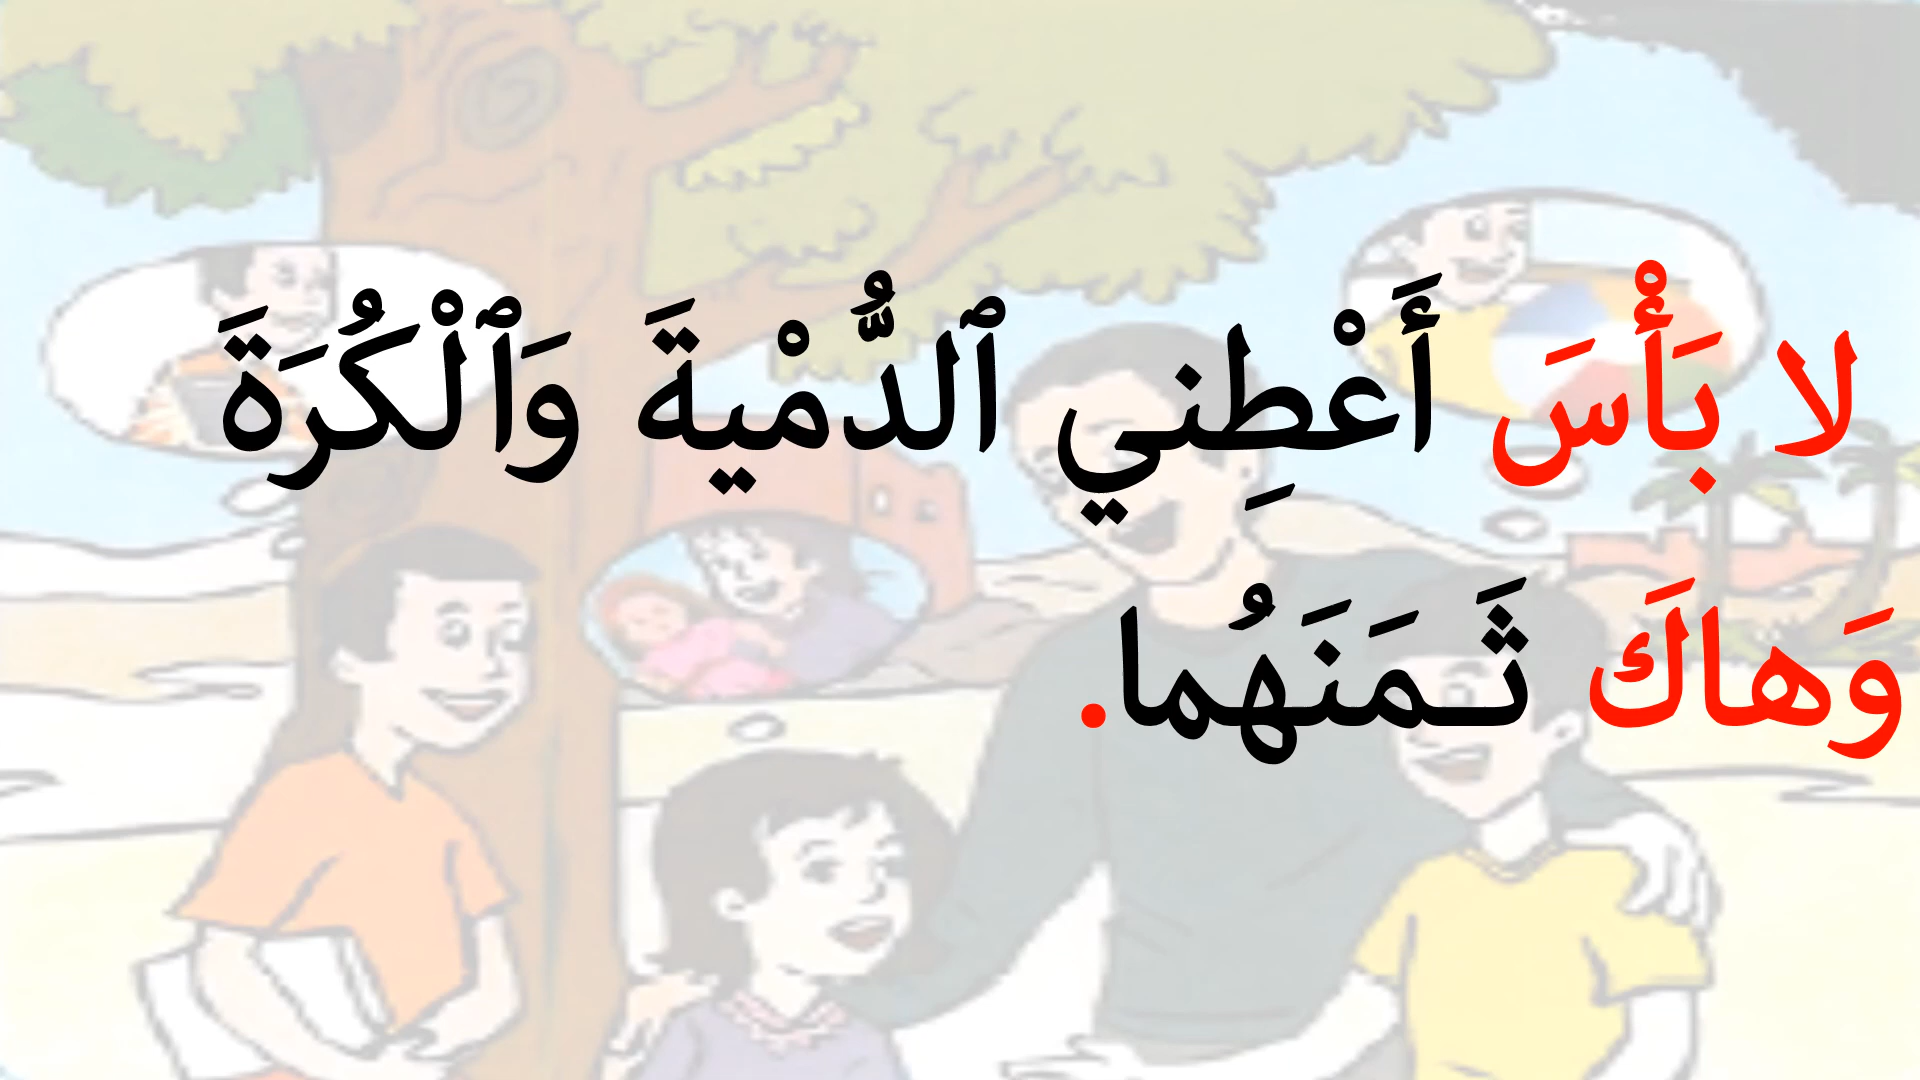 لا بَأْسَ أَعْطِني ٱلدُّمْيةَ وَٱلْكُرَةَ
وَهاكَ ثَـمَنَهُما.